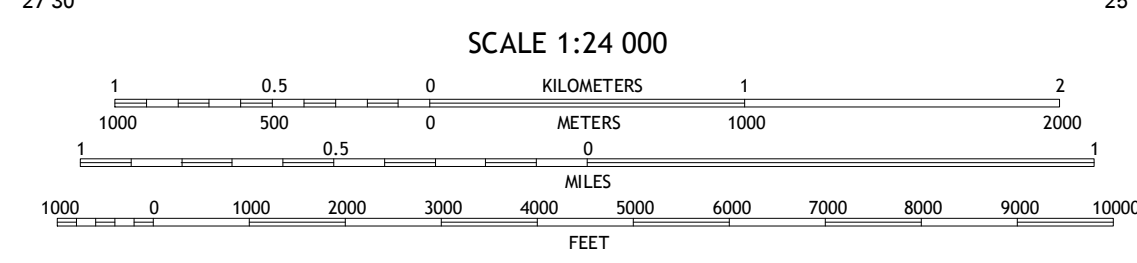 27'30" 25'
SCALE 1:24 000
1 0.5 0 KILOMETERS 1 2
1000 500 0 METERS 1000 2000
1 0.5 0 1
MILES
1000 0 1000 2000 3000 4000 5000 6000 7000 8000 9000 10000
FEET